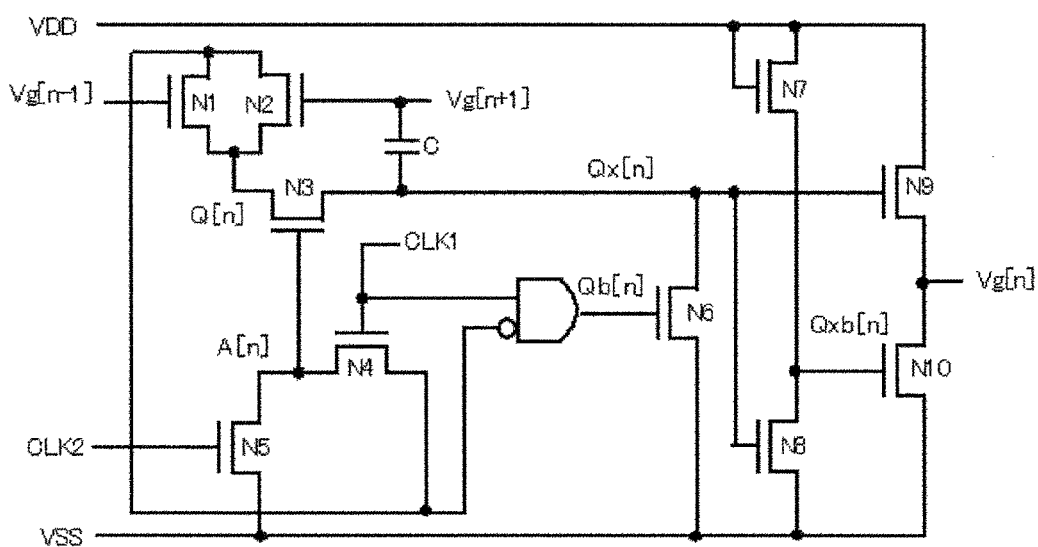 VDD
Vg[n-1]
N1
N2
Vg[n+1]
N7
C
N3
Qx[n]
N9
Q[n]
CLK1
Vg[n]
Qb[n]
N6
A[n]
N4
Qxb[n]
N10
CLK2
N5
N8
VSS